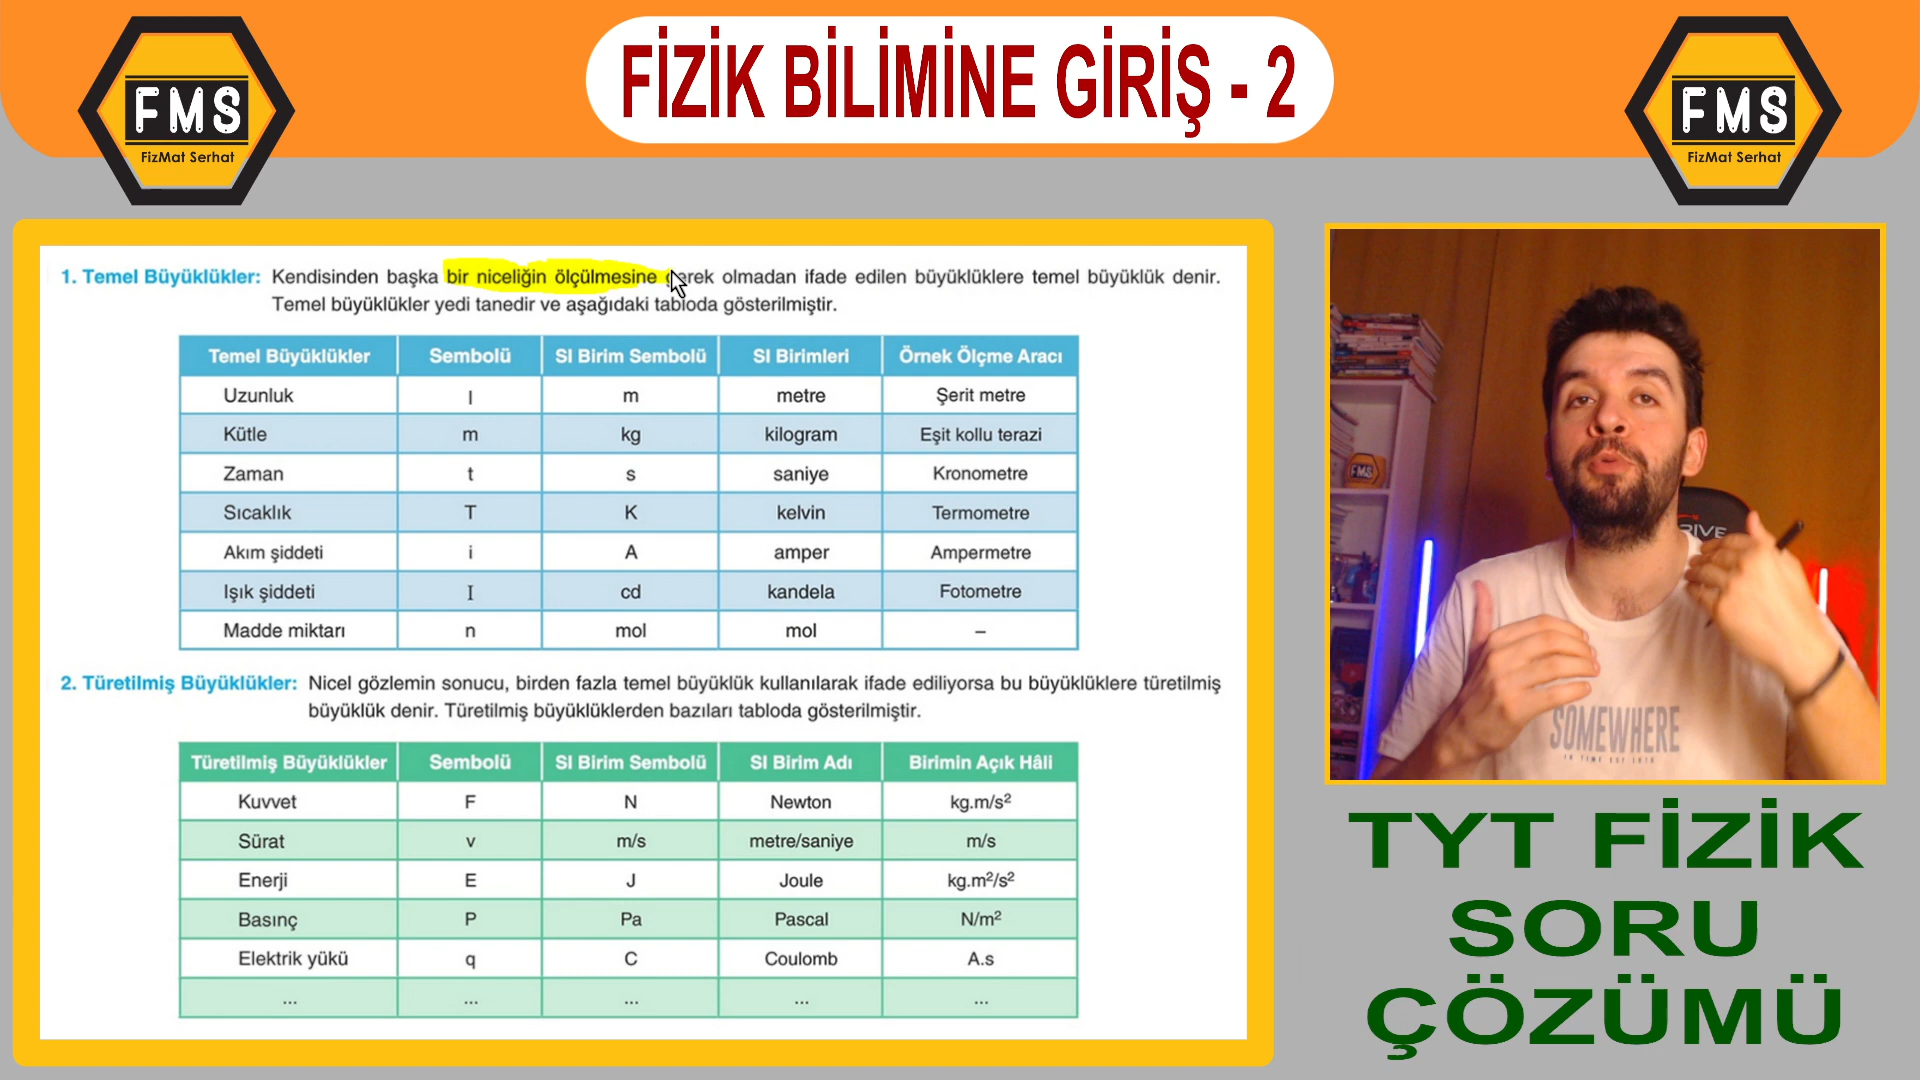 FİZİK BİLİMİNE GİRİŞ - 2
FMS
FizMat Serhat
FMS
FizMat Serhat
1. Temel Büyüklükler: Kendisinden başka bir niceliğin ölçülmesine gerek olmadan ifade edilen büyüklüklere temel büyüklük denir.
Temel büyüklükler yedi tanedir ve aşağıdaki tabloda gösterilmiştir.
Temel Büyüklükler Sembolü SI Birim Sembolü SI Birimleri Örnek Ölçme Aracı
Uzunluk l m metre Şerit metre
Kütle m kg kilogram Eşit kollu terazi
Zaman t s saniye Kronometre
Sıcaklık T K kelvin Termometre
Akım şiddeti i A amper Ampermetre
Işık şiddeti I cd kandela Fotometre
Madde miktarı n mol mol –
2. Türetilmiş Büyüklükler: Nicel gözlemin sonucu, birden fazla temel büyüklük kullanılarak ifade ediliyorsa bu büyüklüklere türetilmiş
büyüklük denir. Türetilmiş büyüklüklerden bazıları tabloda gösterilmiştir.
Türetilmiş Büyüklükler Sembolü SI Birim Sembolü SI Birim Adı Birimin Açık Hâli
Kuvvet F N Newton kg.m/s²
Sürat v m/s metre/saniye m/s
Enerji E J Joule kg.m²/s²
Basınç P Pa Pascal N/m²
Elektrik yükü q C Coulomb A.s
... ... ... ... ...
FMS
RIVE
SOMEWHERE
TYT FİZİK
SORU
ÇÖZÜMÜ